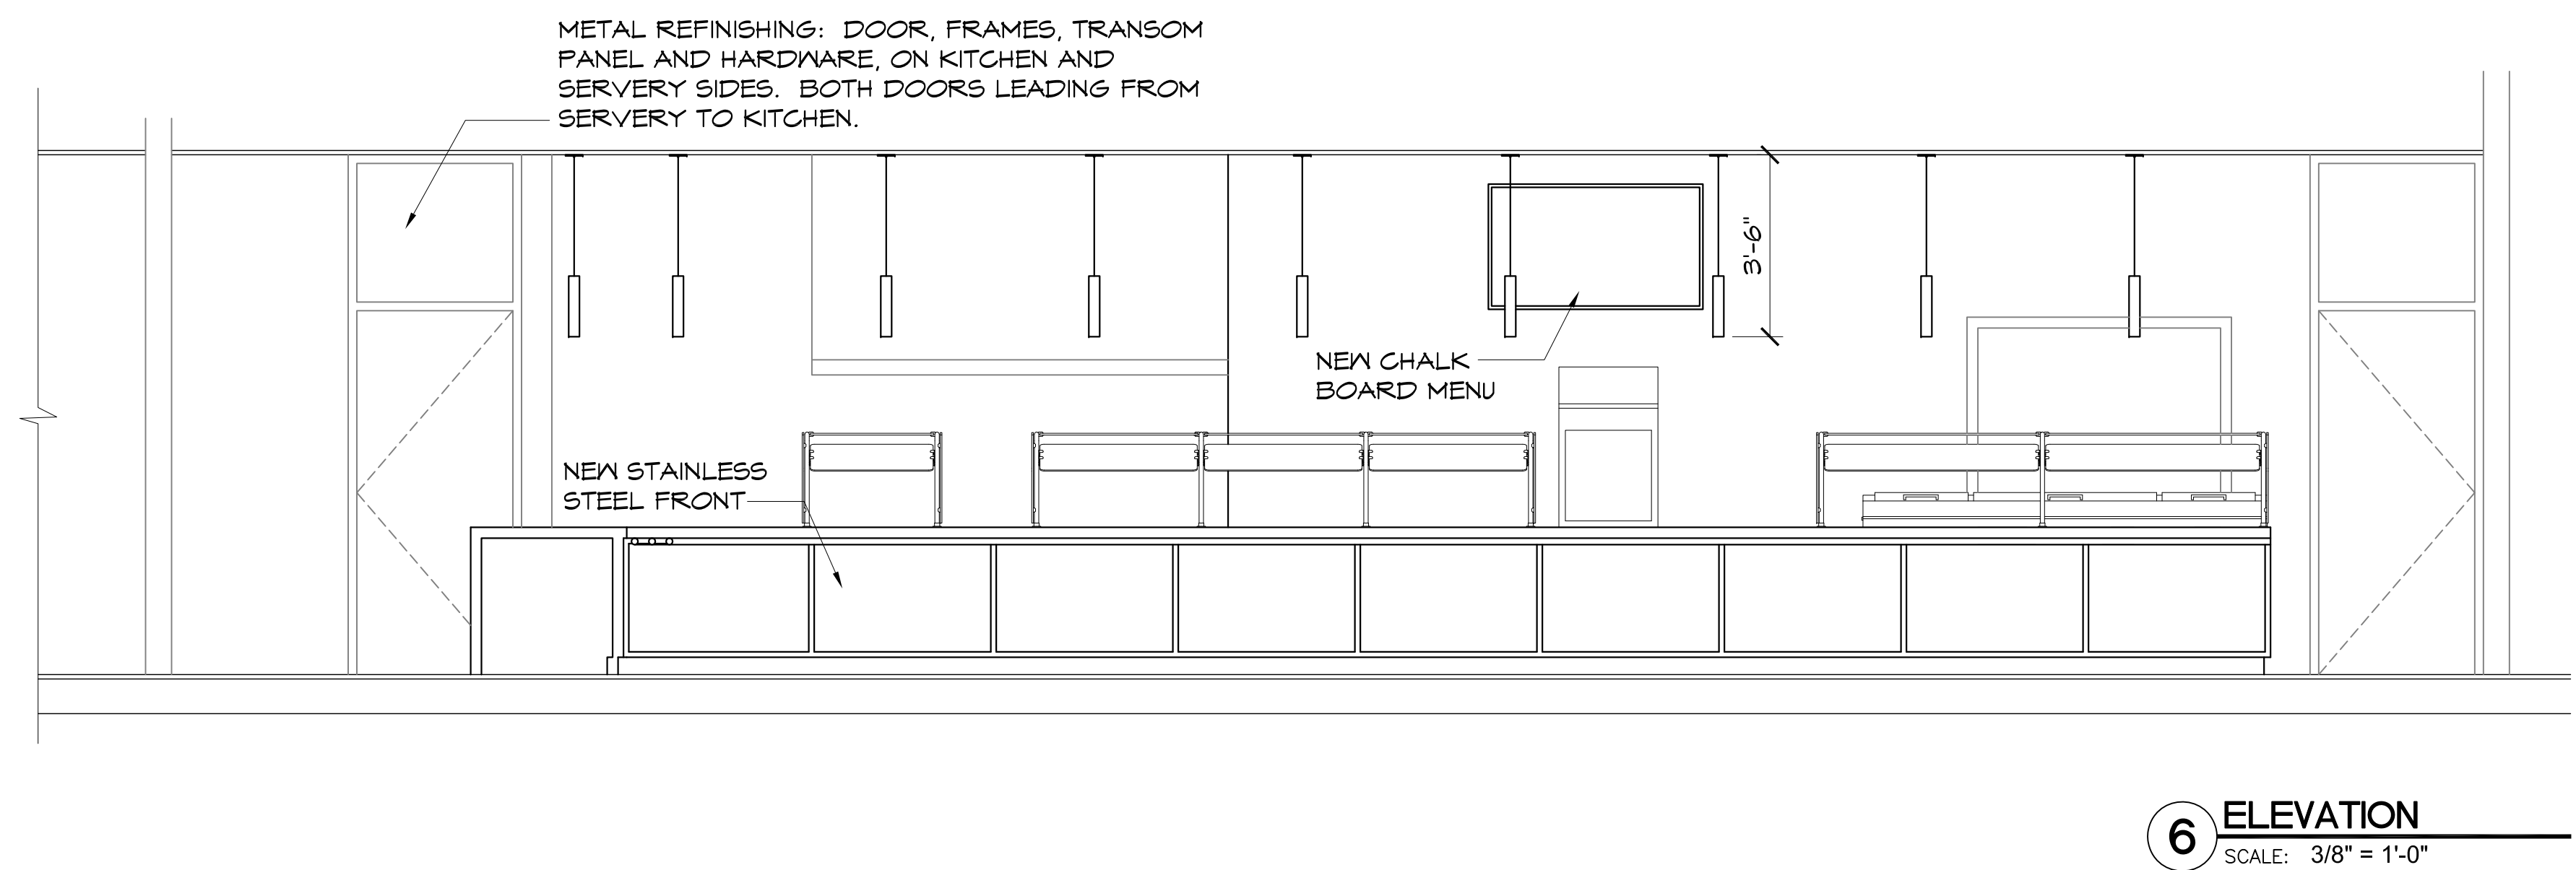 METAL REFINISHING: DOOR, FRAMES, TRANSOM
PANEL AND HARDWARE, ON KITCHEN AND
SERVERY SIDES. BOTH DOORS LEADING FROM
SERVERY TO KITCHEN.
3'-6"
NEW CHALK
BOARD MENU
NEW STAINLESS
STEEL FRONT
6 ELEVATION
SCALE: 3/8" = 1'-0"